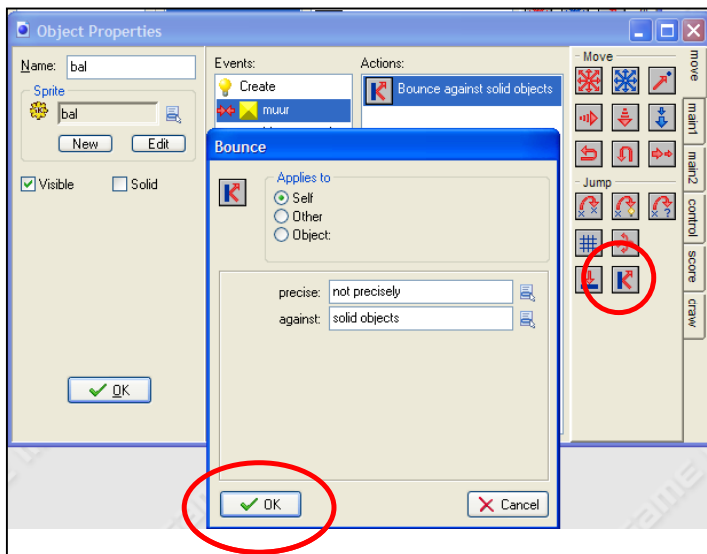 Object Properties
Name: bal
Sprite
bal
New Edit
Visible Solid
OK
Events:
Create
muur
Actions:
Bounce against solid objects
Bounce
Applies to
Self
Other
Object:
precise: not precisely
against: solid objects
OK Cancel
Move
Jump
move
main1
main2
control
score
draw